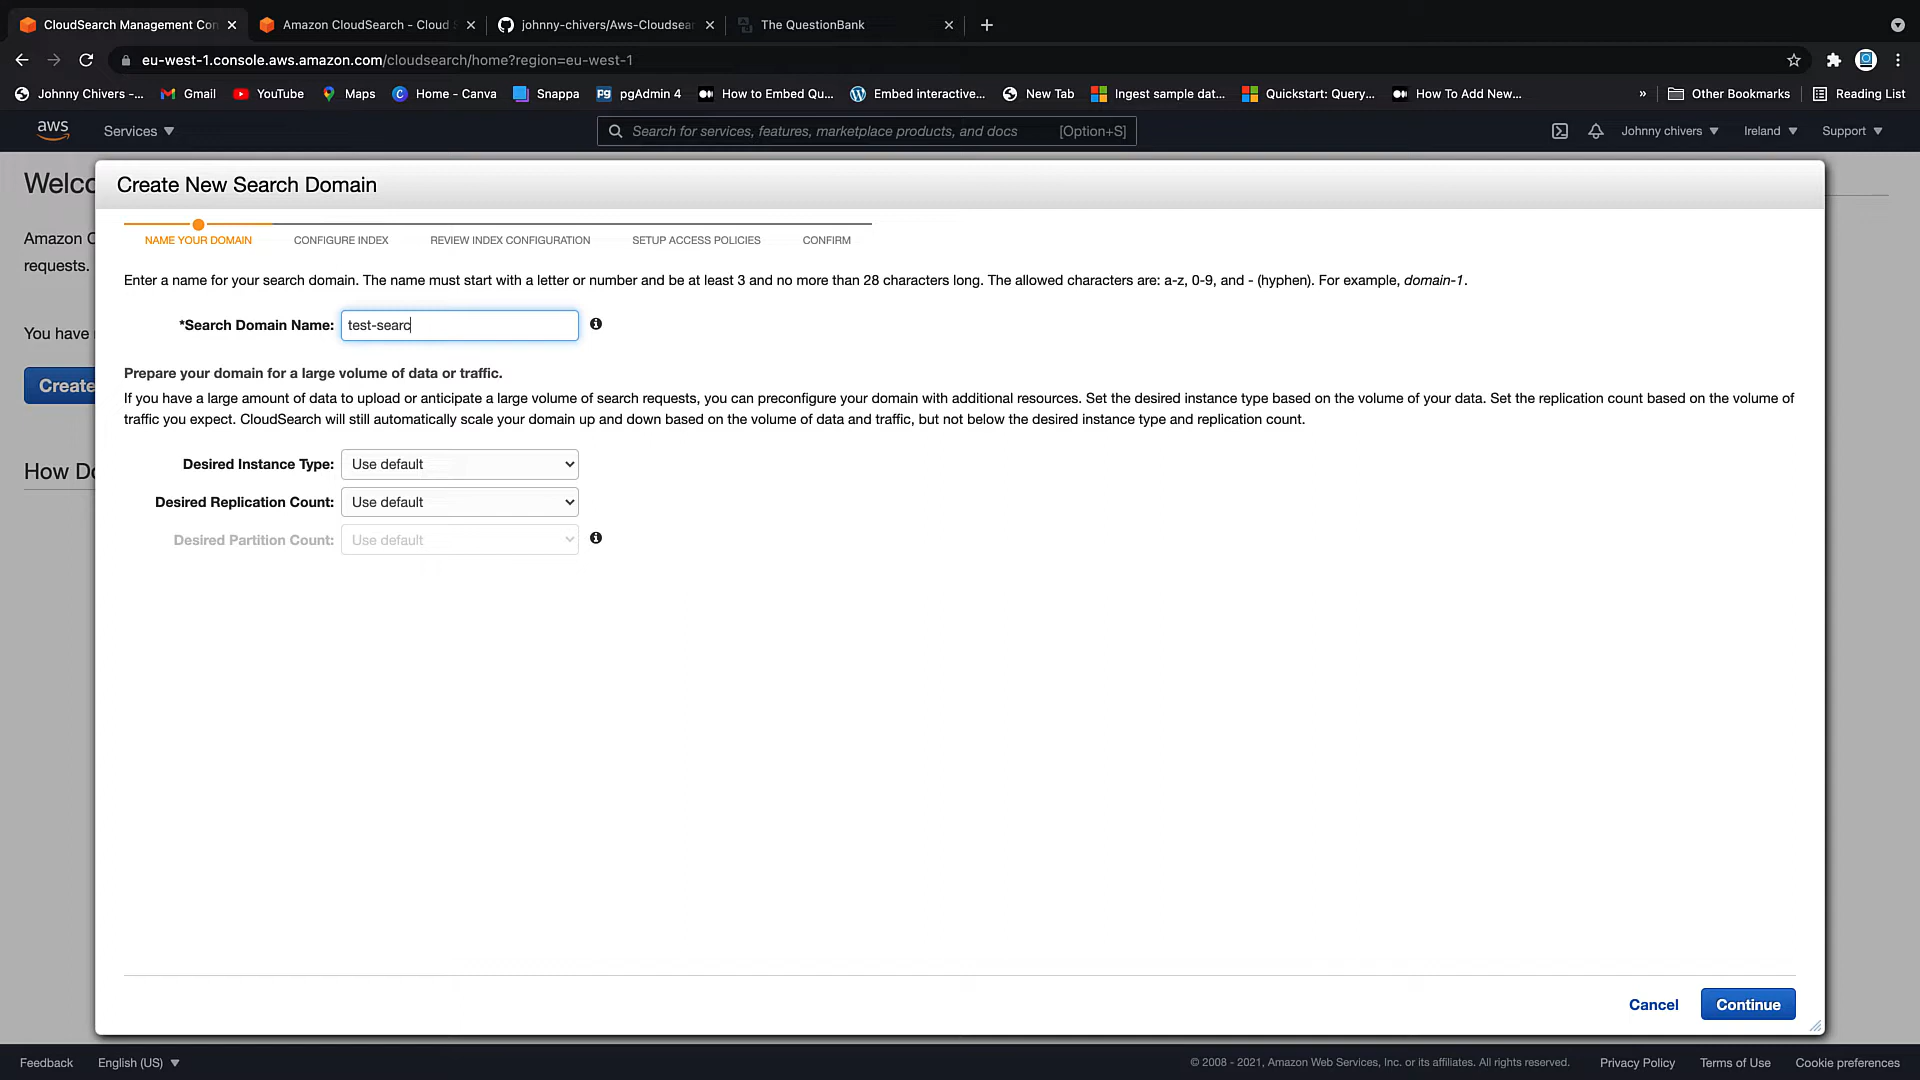 CloudSearch Management Con
Amazon CloudSearch - Cloud S
johnny-chivers/Aws-Cloudsear
The QuestionBank
eu-west-1.console.aws.amazon.com/cloudsearch/home?region=eu-west-1
Johnny Chivers -...
Gmail
YouTube
Maps
Home - Canva
Snappa
pgAdmin 4
How to Embed Qu...
Embed interactive...
New Tab
Ingest sample dat...
Quickstart: Query...
How To Add New...
»
Other Bookmarks
Reading List
aws
Services
Search for services, features, marketplace products, and docs
[Option+S]
Johnny chivers
Ireland
Support
Welco
Amazon C
requests.
You have
Create
How Do
Create New Search Domain
NAME YOUR DOMAIN
CONFIGURE INDEX
REVIEW INDEX CONFIGURATION
SETUP ACCESS POLICIES
CONFIRM
Enter a name for your search domain. The name must start with a letter or number and be at least 3 and no more than 28 characters long. The allowed characters are: a-z, 0-9, and - (hyphen). For example, domain-1.
*Search Domain Name: test-searc
Prepare your domain for a large volume of data or traffic.
If you have a large amount of data to upload or anticipate a large volume of search requests, you can preconfigure your domain with additional resources. Set the desired instance type based on the volume of your data. Set the replication count based on the volume of
traffic you expect. CloudSearch will still automatically scale your domain up and down based on the volume of data and traffic, but not below the desired instance type and replication count.
Desired Instance Type: Use default
Desired Replication Count: Use default
Desired Partition Count: Use default
Cancel
Continue
Feedback
English (US)
© 2008 - 2021, Amazon Web Services, Inc. or its affiliates. All rights reserved.
Privacy Policy
Terms of Use
Cookie preferences